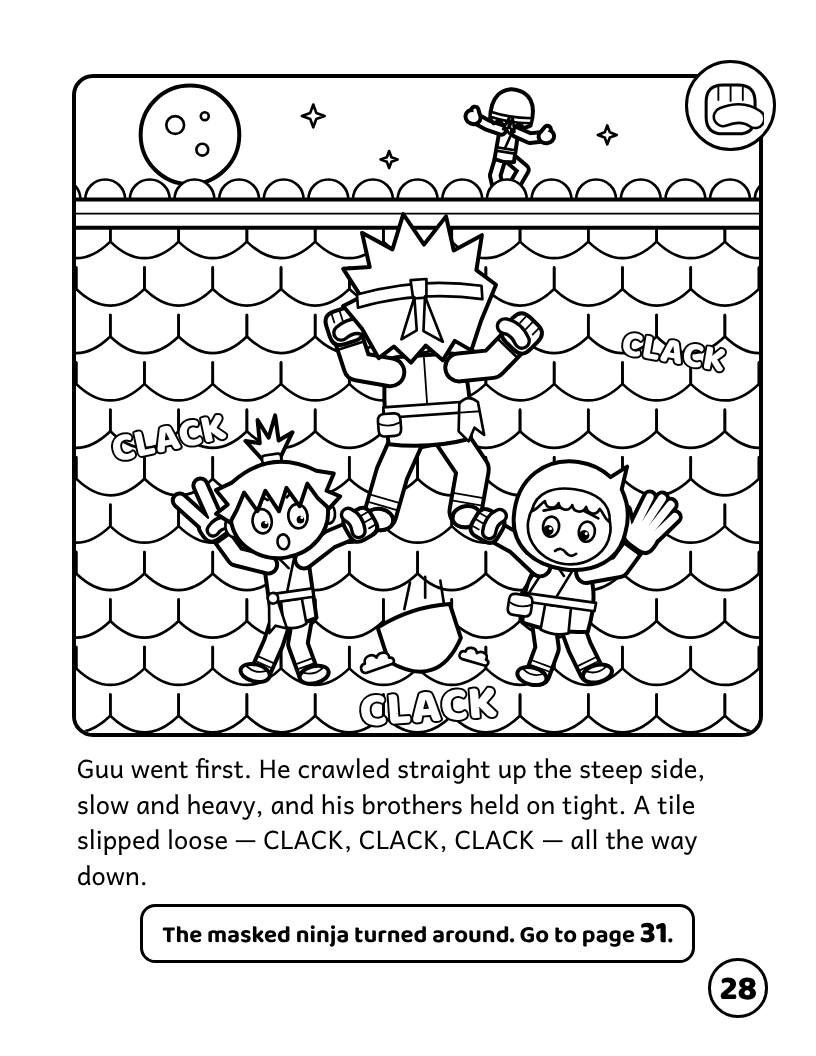 CLACK
CLACK
CLACK
Guu went first. He crawled straight up the steep side,
slow and heavy, and his brothers held on tight. A tile
slipped loose — CLACK, CLACK, CLACK — all the way
down.
The masked ninja turned around. Go to page 31.
28